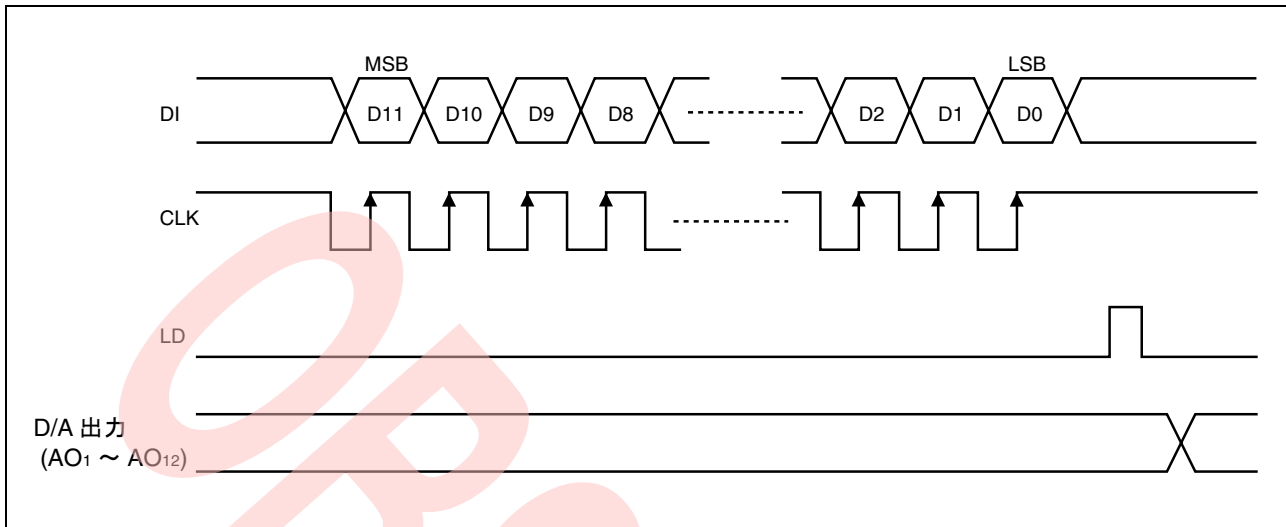 MSB LSB
DI D11 D10 D9 D8 D2 D1 D0
CLK
LD
D/A 出力
(AO1 ～ AO12)